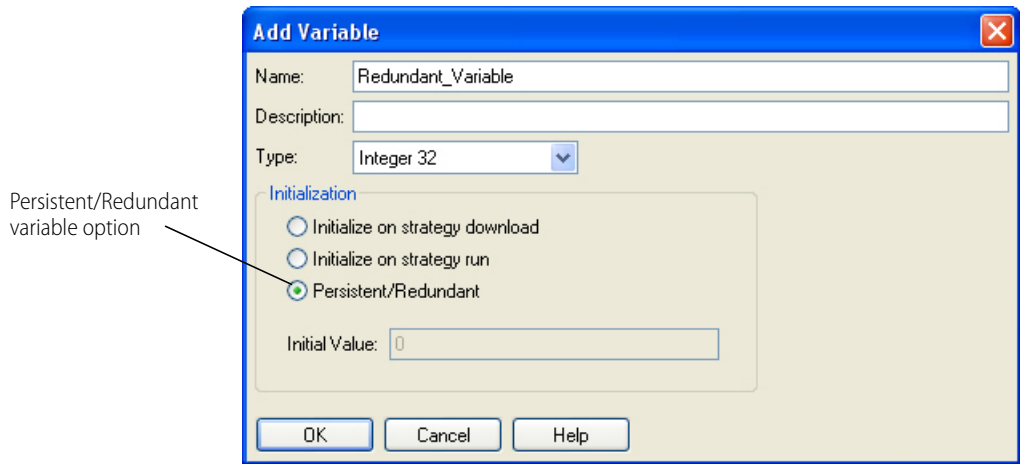 Add Variable
Name: Redundant_Variable
Description:
Type: Integer 32
Initialization
Initialize on strategy download
Initialize on strategy run
Persistent/Redundant
variable option
Persistent/Redundant
Initial Value: 0
OK Cancel Help